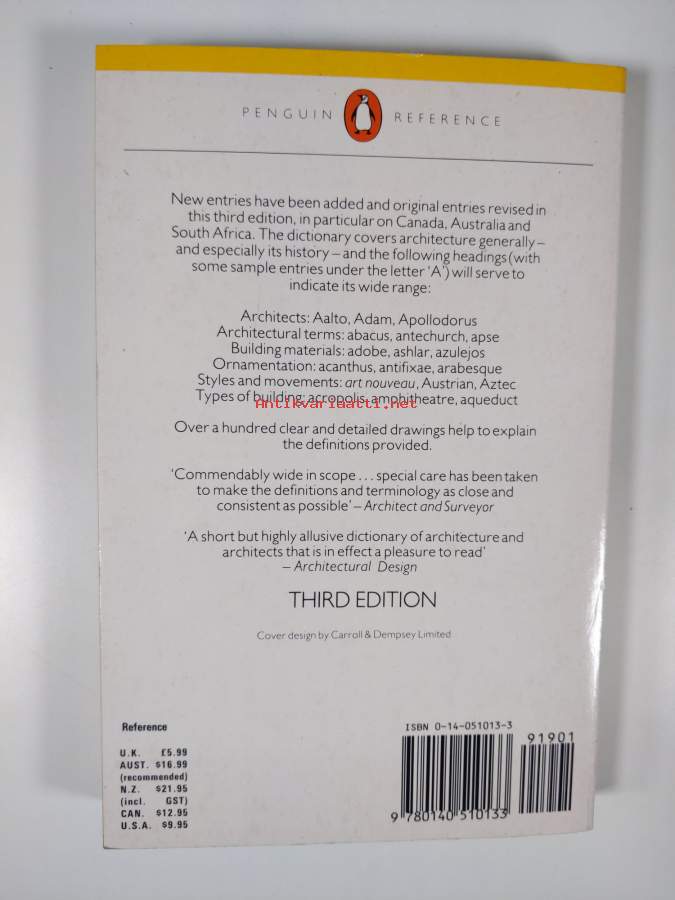 PENGUIN REFERENCE
New entries have been added and original entries revised in
this third edition, in particular on Canada, Australia and
South Africa. The dictionary covers architecture generally –
and especially its history – and the following headings (with
some sample entries under the letter ‘A’) will serve to
indicate its wide range:
Architects: Aalto, Adam, Apollodorus
Architectural terms: abacus, antechurch, apse
Building materials: adobe, ashlar, azulejos
Ornamentation: acanthus, antifixae, arabesque
Styles and movements: art nouveau, Austrian, Aztec
Types of building: acropolis, amphitheatre, aqueduct
Antikvariaatti.net
Over a hundred clear and detailed drawings help to explain
the definitions provided.
‘Commendably wide in scope . . . special care has been taken
to make the definitions and terminology as close and
consistent as possible’ – Architect and Surveyor
‘A short but highly allusive dictionary of architecture and
architects that is in effect a pleasure to read’
– Architectural Design
THIRD EDITION
Cover design by Carroll & Dempsey Limited
Reference
U.K. £5.99
AUST. $16.99
(recommended)
N.Z. $21.95
(incl. GST)
CAN. $12.95
U.S.A. $9.95
ISBN 0-14-051013-3
91901
9 780140 510133